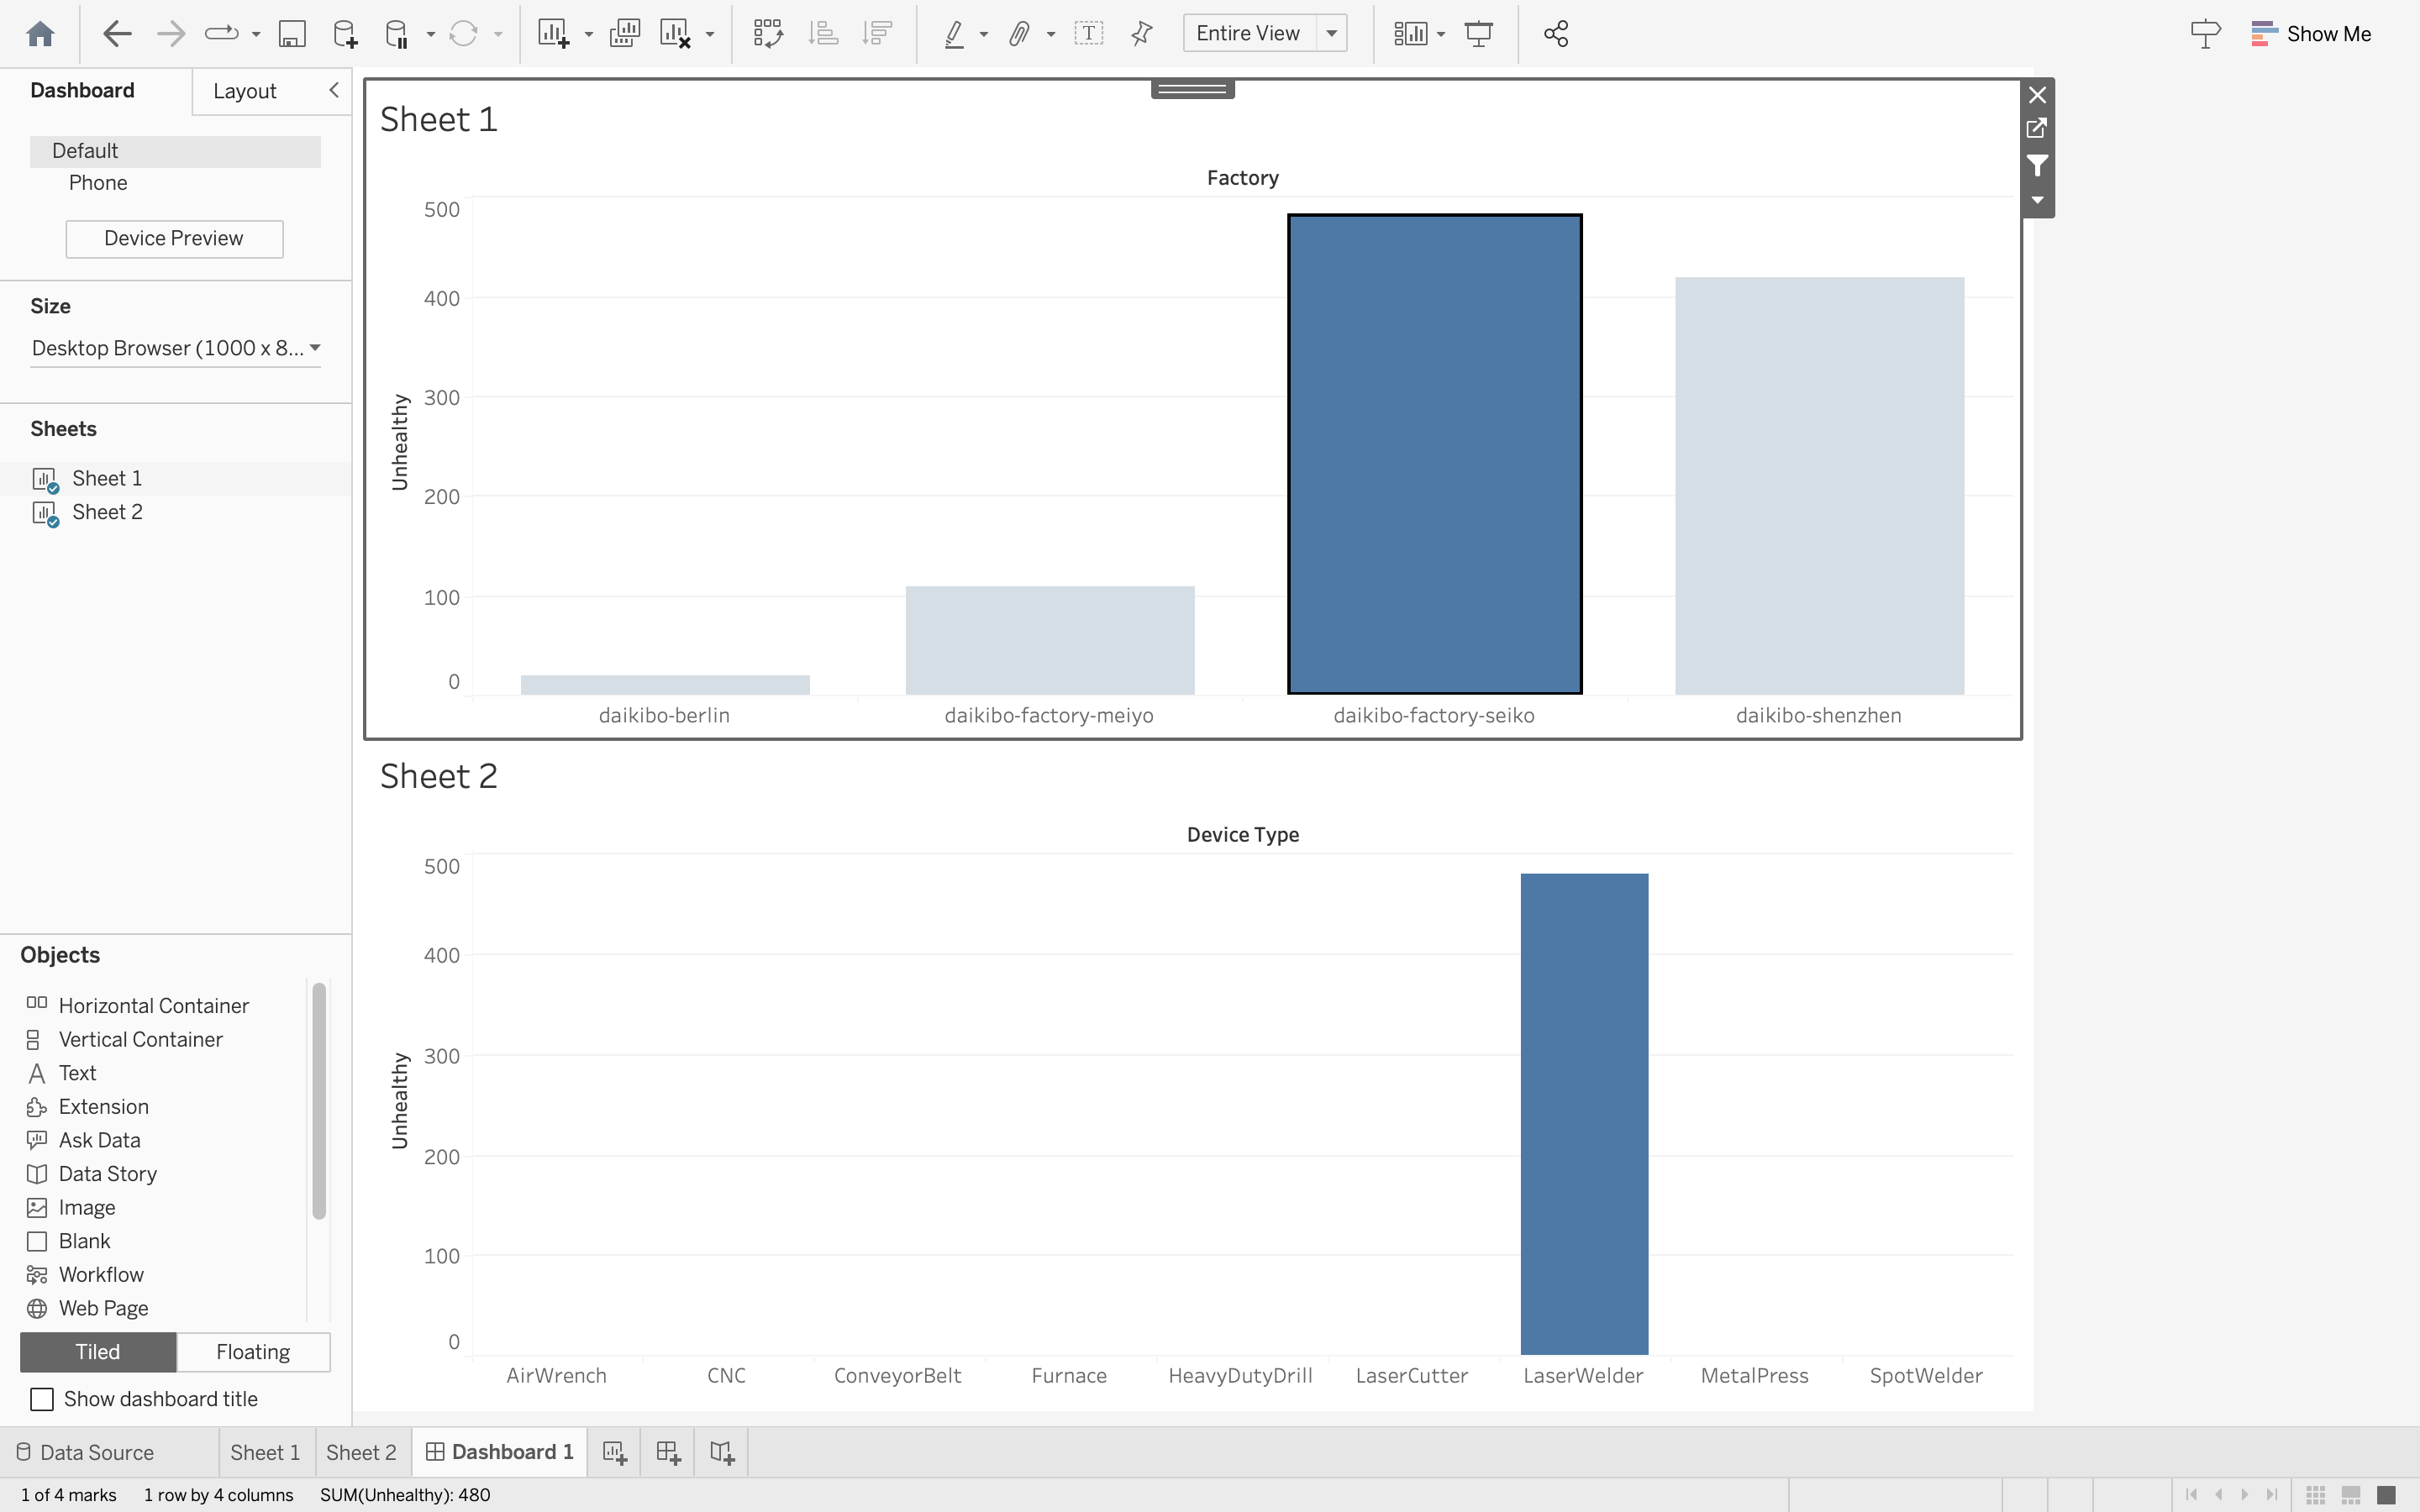 Entire View
Show Me
Dashboard
Layout
Default
Phone
Device Preview
Size
Desktop Browser (1000 x 8...
Sheets
Sheet 1
Sheet 2
Objects
Horizontal Container
Vertical Container
Text
Extension
Ask Data
Data Story
Image
Blank
Workflow
Web Page
Tiled Floating
Show dashboard title
Sheet 1
Factory
Unhealthy
500
400
300
200
100
0
daikibo-berlin daikibo-factory-meiyo daikibo-factory-seiko daikibo-shenzhen
Sheet 2
Device Type
Unhealthy
500
400
300
200
100
0
AirWrench CNC ConveyorBelt Furnace HeavyDutyDrill LaserCutter LaserWelder MetalPress SpotWelder
Data Source Sheet 1 Sheet 2 Dashboard 1
1 of 4 marks 1 row by 4 columns SUM(Unhealthy): 480